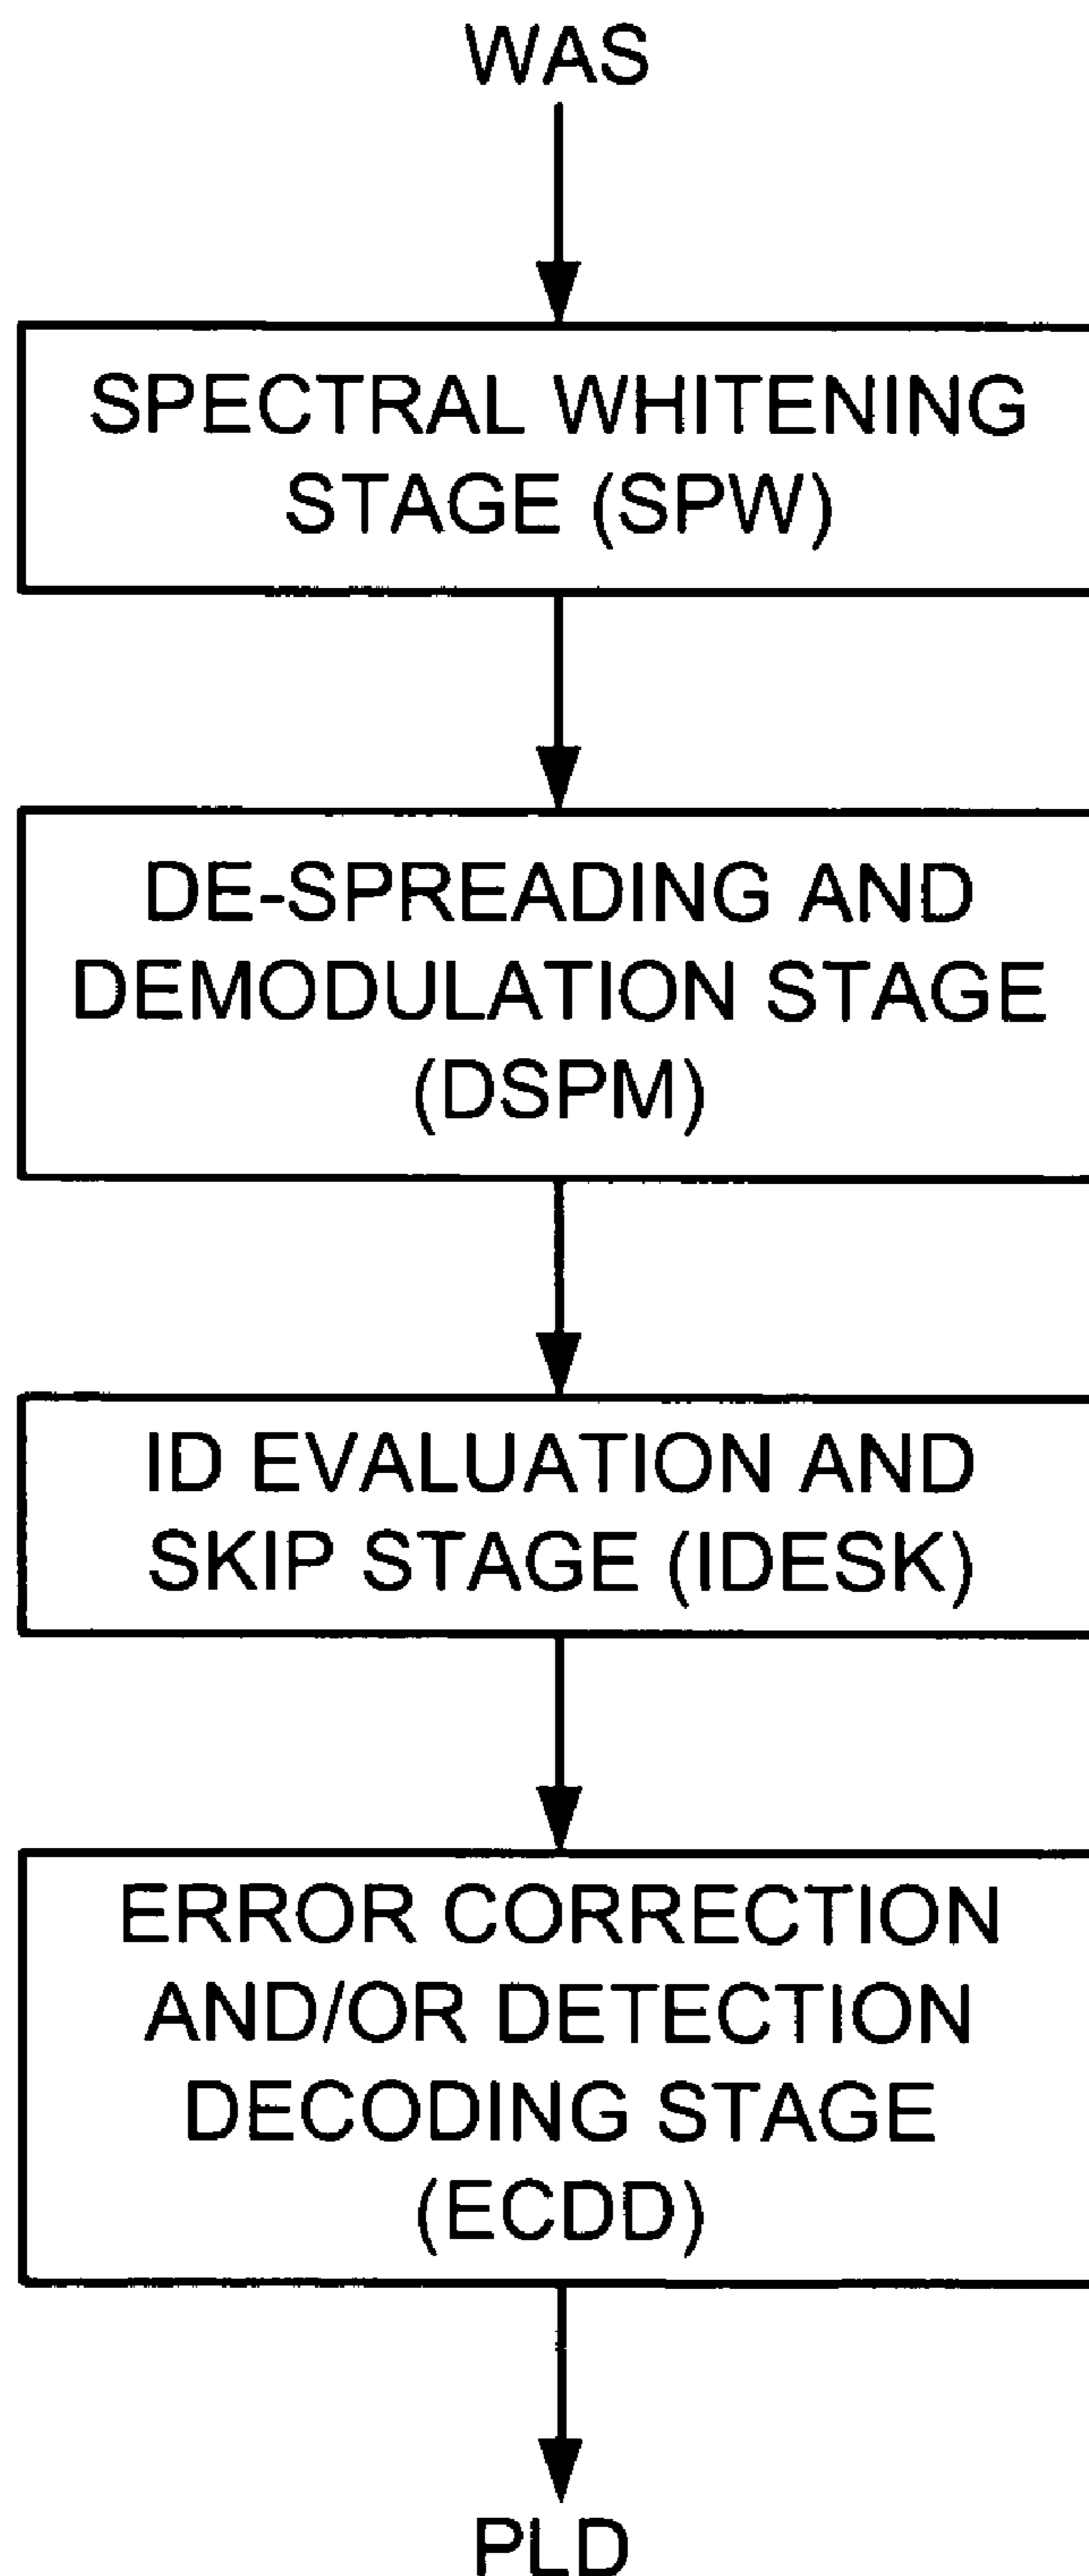 WAS
SPECTRAL WHITENING
STAGE (SPW)
DE-SPREADING AND
DEMODULATION STAGE
(DSPM)
ID EVALUATION AND
SKIP STAGE (IDESK)
ERROR CORRECTION
AND/OR DETECTION
DECODING STAGE
(ECDD)
PLD